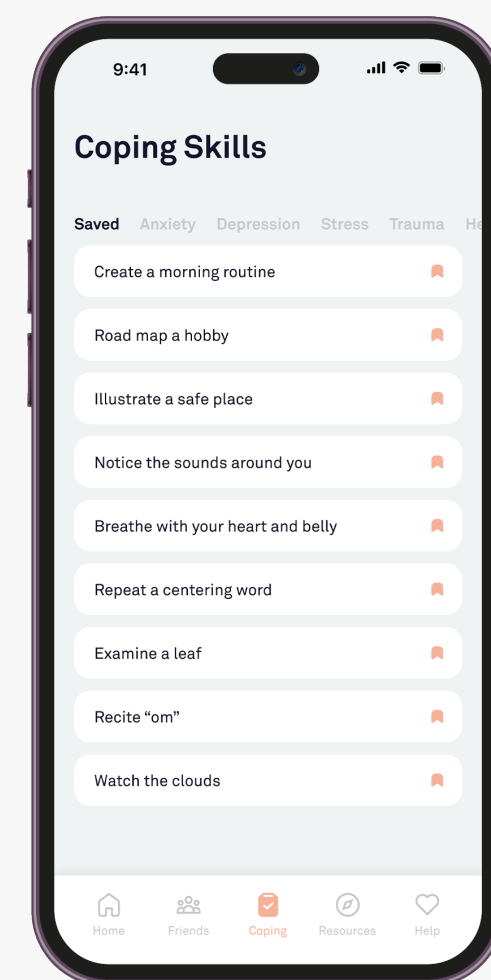 9:41
Coping Skills
Saved Anxiety Depression Stress Trauma He
Create a morning routine
Road map a hobby
Illustrate a safe place
Notice the sounds around you
Breathe with your heart and belly
Repeat a centering word
Examine a leaf
Recite “om”
Watch the clouds
Home Friends Coping Resources Help